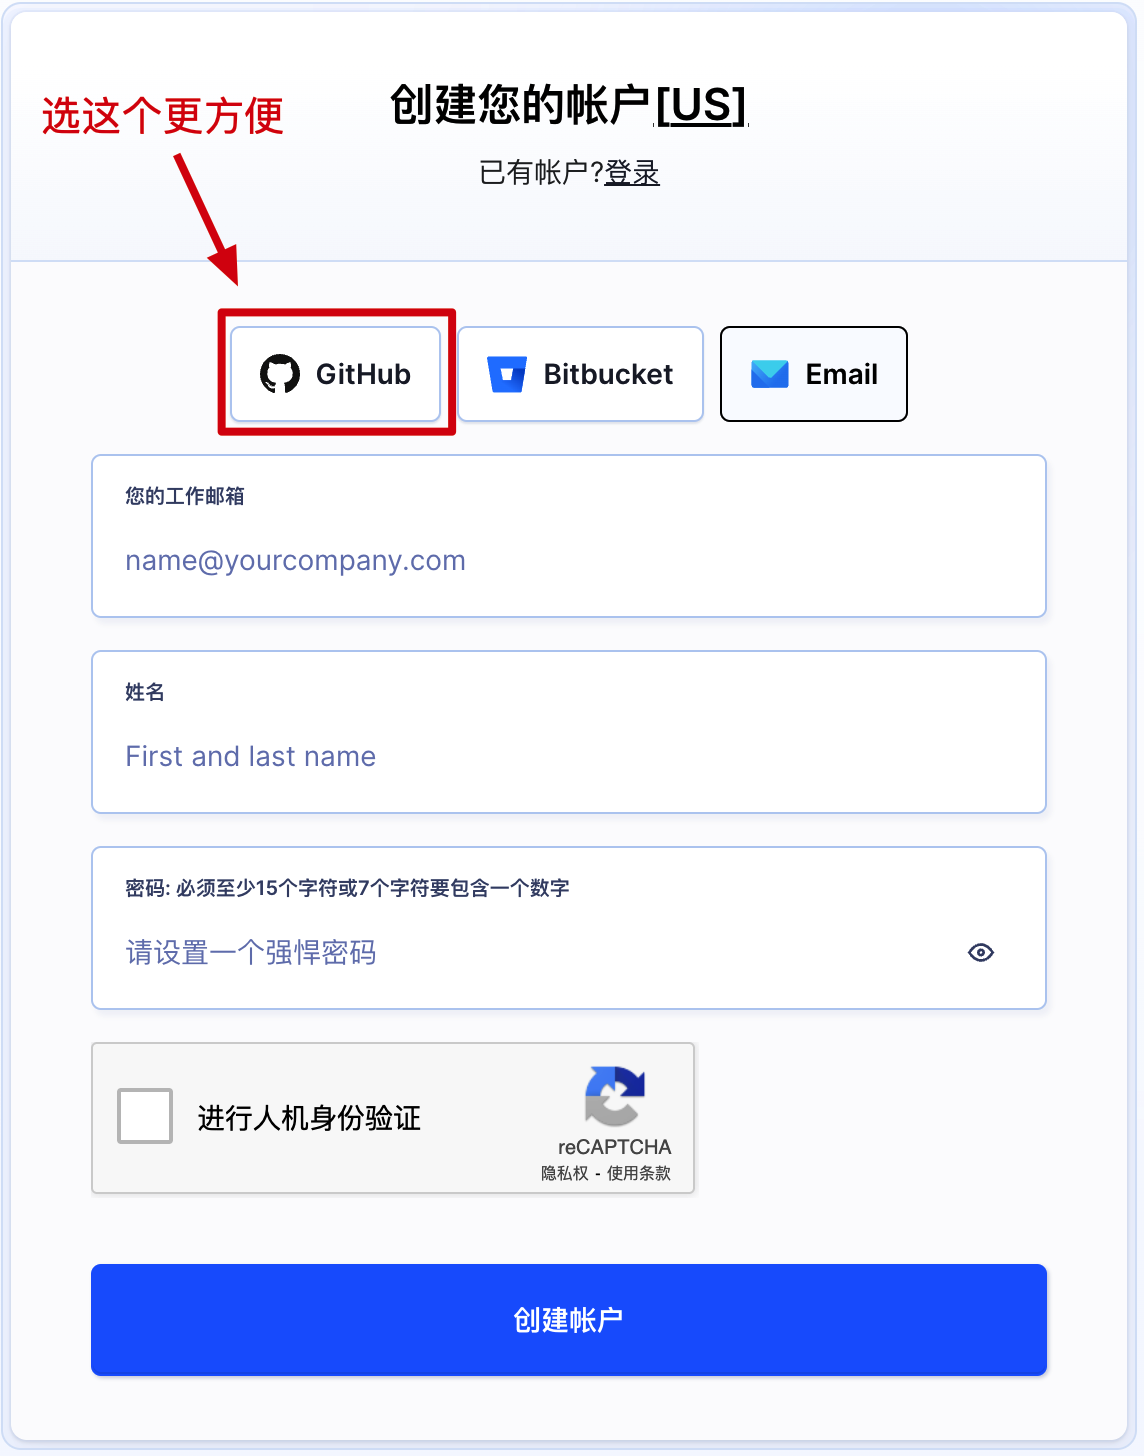 选这个更方便
创建您的帐户[US]
已有帐户?登录
GitHub
Bitbucket
Email
您的工作邮箱
name@yourcompany.com
姓名
First and last name
密码: 必须至少15个字符或7个字符要包含一个数字
请设置一个强悍密码
进行人机身份验证
reCAPTCHA
隐私权 - 使用条款
创建帐户